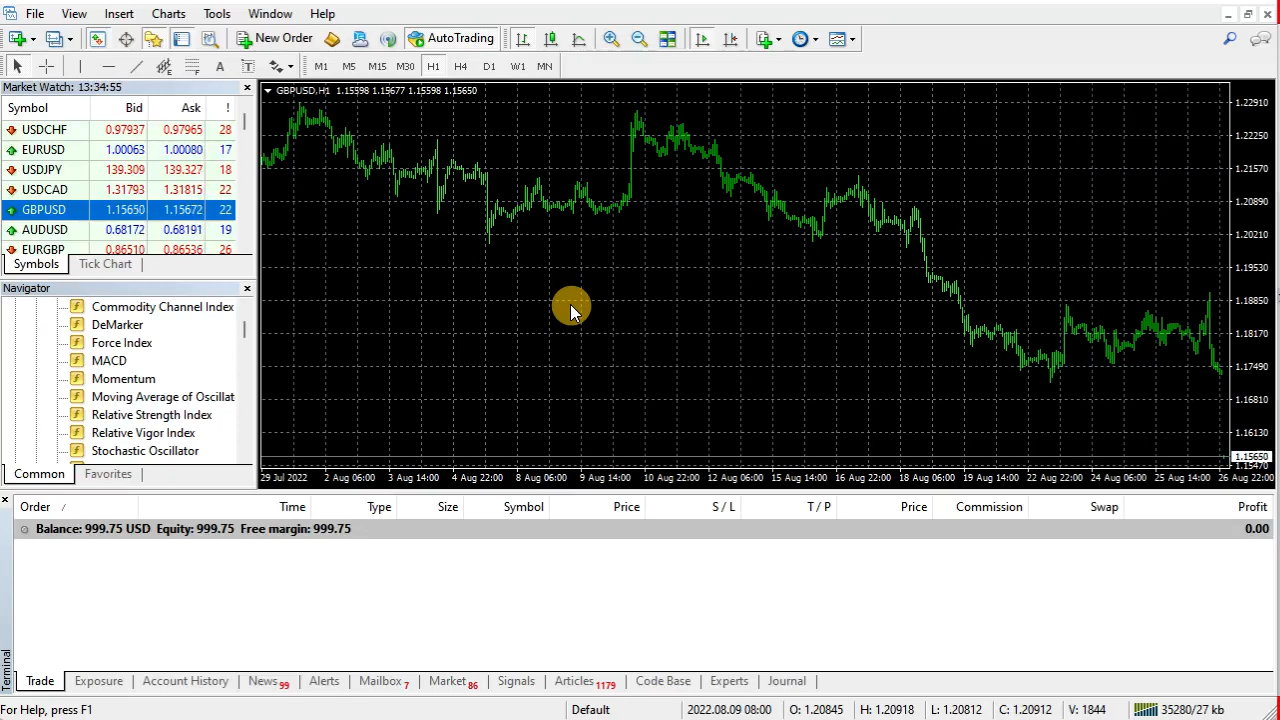 File View Insert Charts Tools Window Help
New Order AutoTrading
A T M1 M5 M15 M30 H1 H4 D1 W1 MN
Market Watch: 13:34:55
Symbol Bid Ask !
USDCHF 0.97937 0.97965 28
EURUSD 1.00063 1.00080 17
USDJPY 139.309 139.327 18
USDCAD 1.31793 1.31815 22
GBPUSD 1.15650 1.15672 22
AUDUSD 0.68172 0.68191 19
EURGBP 0.86510 0.86536 26
Symbols Tick Chart
Navigator
Commodity Channel Index
DeMarker
Force Index
MACD
Momentum
Moving Average of Oscillat
Relative Strength Index
Relative Vigor Index
Stochastic Oscillator
Common Favorites
GBPUSD,H1 1.15598 1.15677 1.15598 1.15650
1.22910
1.22250
1.21570
1.20890
1.20210
1.19530
1.18850
1.18170
1.17490
1.16810
1.16130
1.15650
1.15470
29 Jul 2022 2 Aug 06:00 3 Aug 14:00 4 Aug 22:00 8 Aug 06:00 9 Aug 14:00 10 Aug 22:00 12 Aug 06:00 15 Aug 14:00 16 Aug 22:00 18 Aug 06:00 19 Aug 14:00 22 Aug 22:00 24 Aug 06:00 25 Aug 14:00 26 Aug 22:00
Order / Time Type Size Symbol Price S / L T / P Price Commission Swap Profit
Balance: 999.75 USD Equity: 999.75 Free margin: 999.75 0.00
Terminal
Trade Exposure Account History News 99 Alerts Mailbox 7 Market 86 Signals Articles 1179 Code Base Experts Journal
For Help, press F1 Default 2022.08.09 08:00 O: 1.20845 H: 1.20918 L: 1.20812 C: 1.20912 V: 1844 35280/27 kb